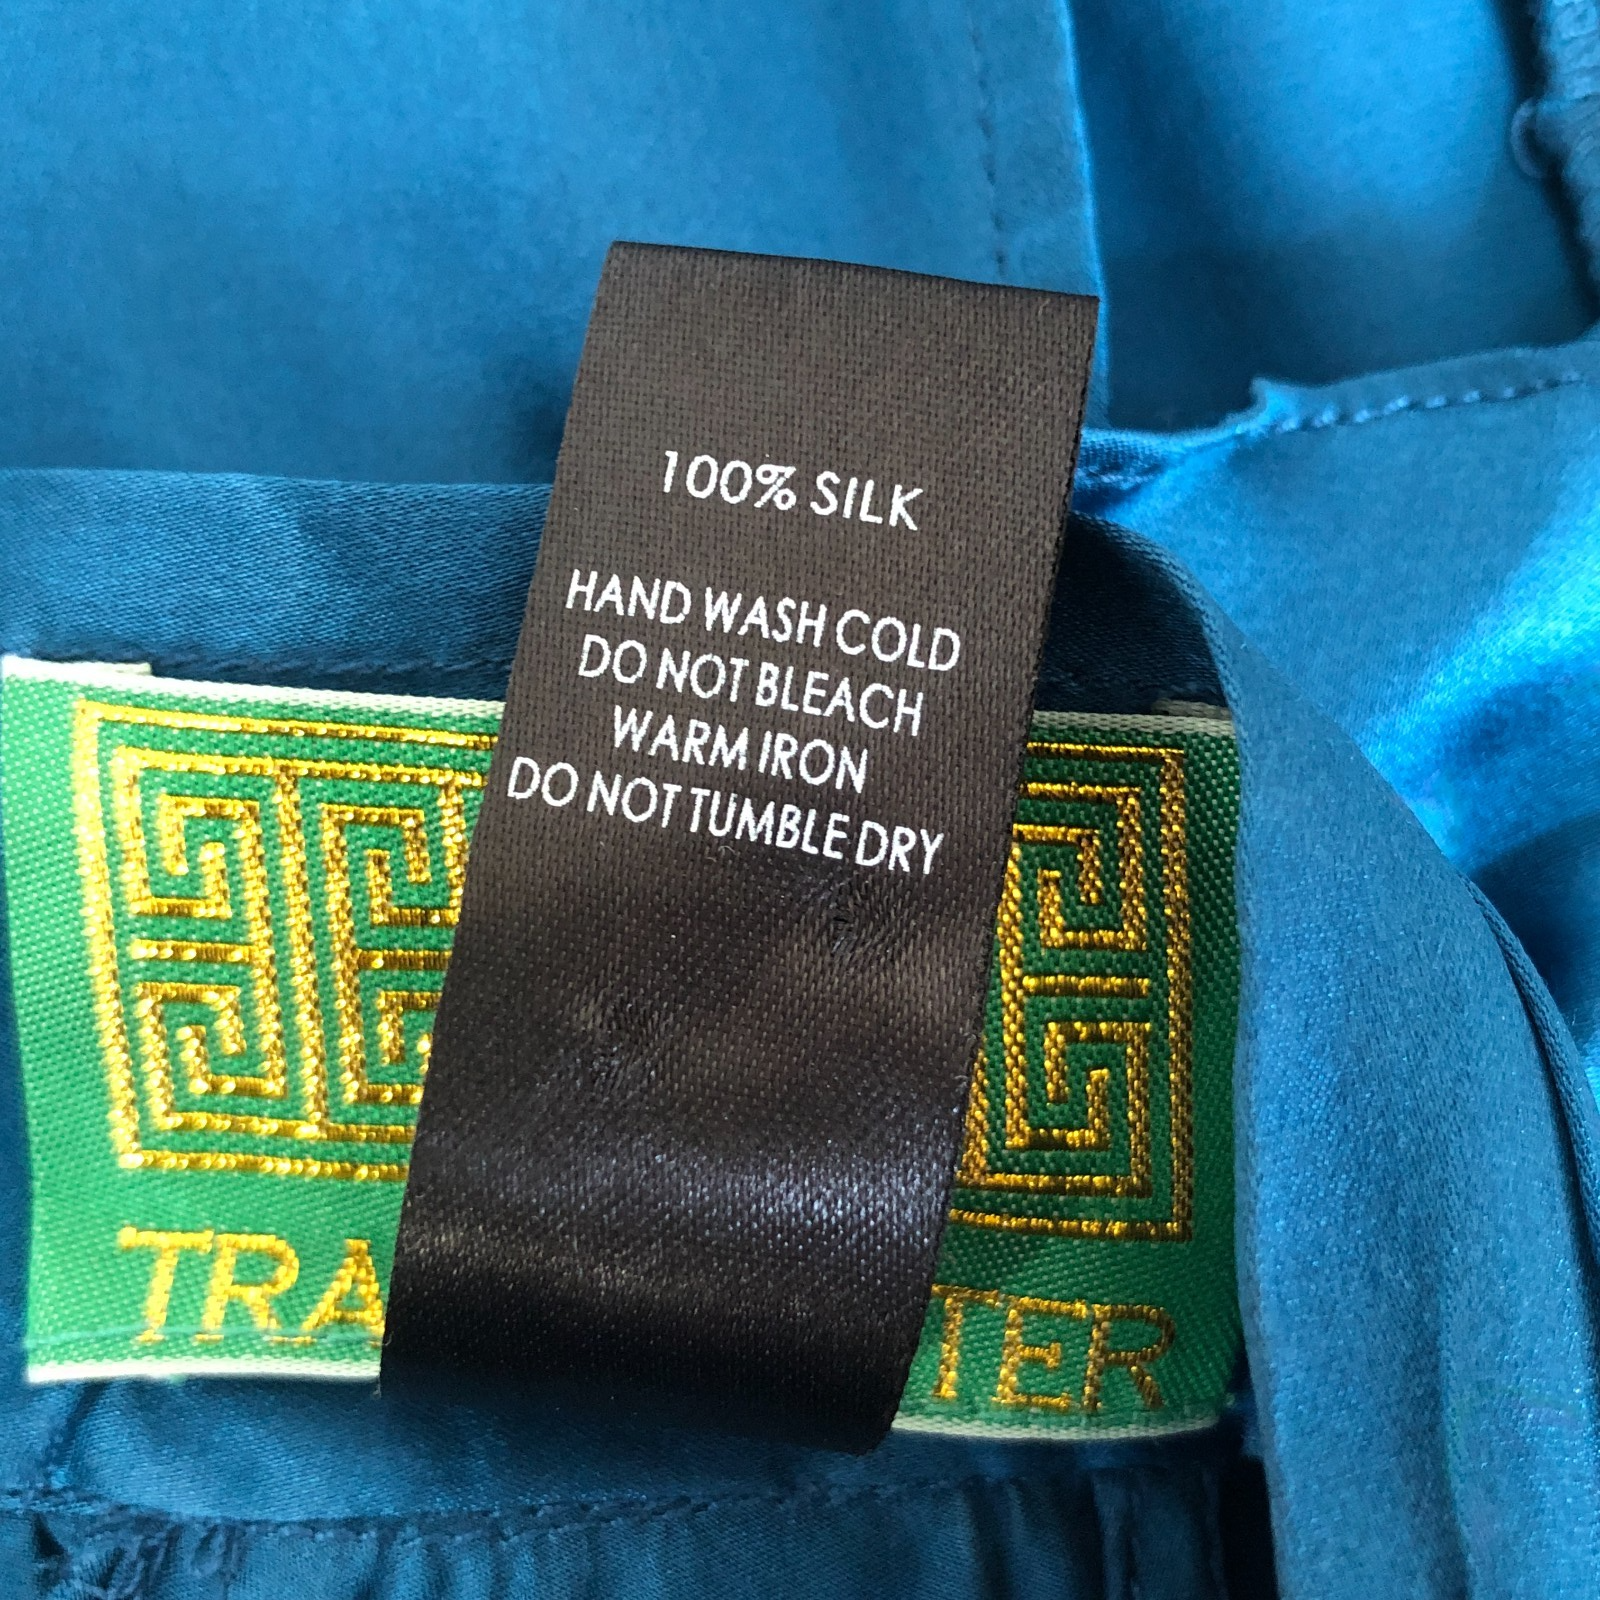 100% SILK
HAND WASH COLD
DO NOT BLEACH
WARM IRON
DO NOT TUMBLE DRY